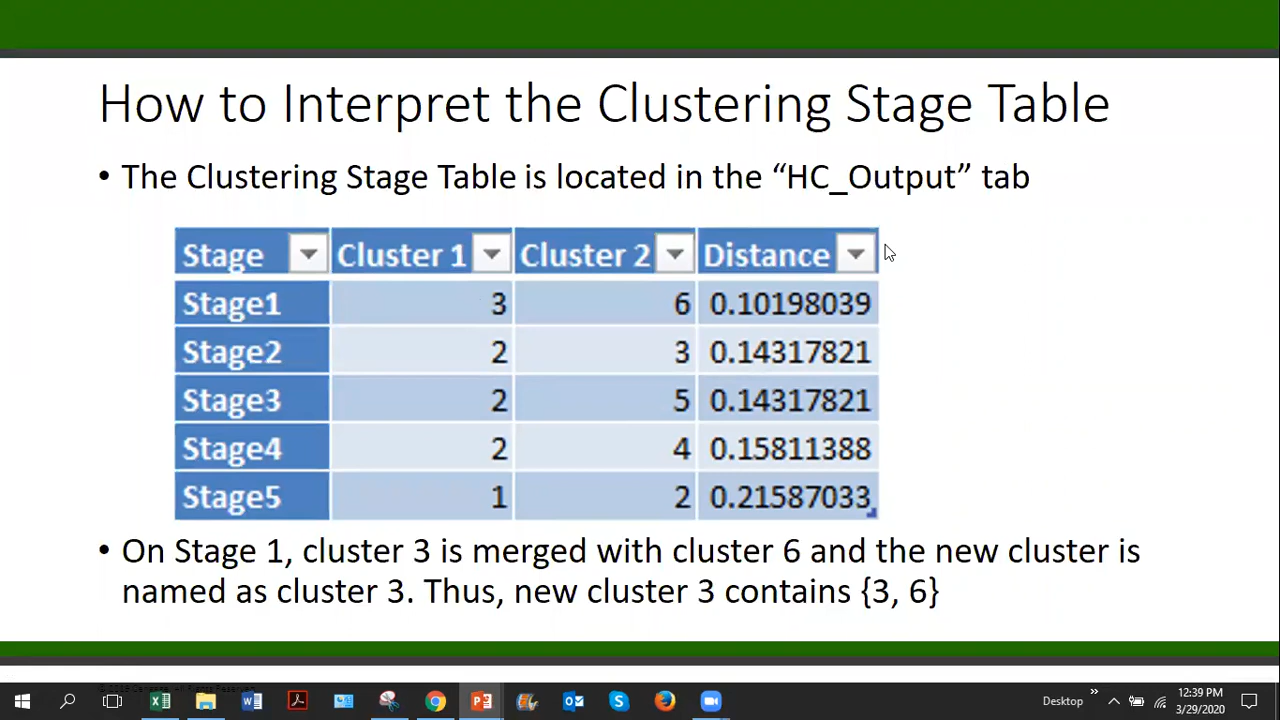 How to Interpret the Clustering Stage Table
• The Clustering Stage Table is located in the “HC_Output” tab
Stage Cluster 1 Cluster 2 Distance
Stage1 3 6 0.10198039
Stage2 2 3 0.14317821
Stage3 2 5 0.14317821
Stage4 2 4 0.15811388
Stage5 1 2 0.21587033
• On Stage 1, cluster 3 is merged with cluster 6 and the new cluster is
named as cluster 3. Thus, new cluster 3 contains {3, 6}
Desktop
12:39 PM
3/29/2020